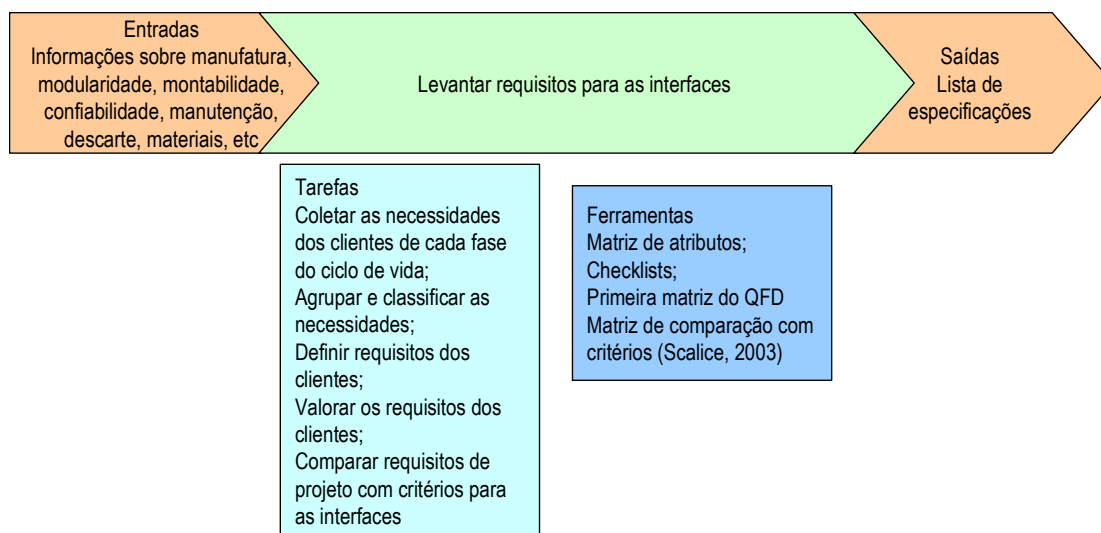 Entradas
Informações sobre manufatura,
modularidade, montabilidade,
confiabilidade, manutenção,
descarte, materiais, etc
Levantar requisitos para as interfaces
Saídas
Lista de
especificações
Tarefas
Coletar as necessidades
dos clientes de cada fase
do ciclo de vida;
Agrupar e classificar as
necessidades;
Definir requisitos dos
clientes;
Valorar os requisitos dos
clientes;
Comparar requisitos de
projeto com critérios para
as interfaces
Ferramentas
Matriz de atributos;
Checklists;
Primeira matriz do QFD
Matriz de comparação com
critérios (Scalice, 2003)